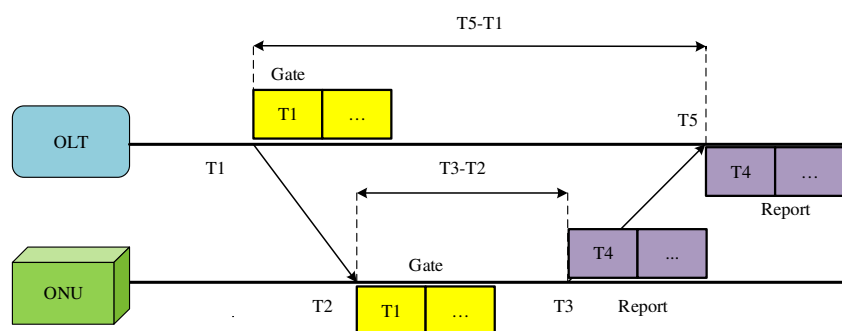 T5-T1
Gate
T1 …
OLT
T5
T1
T3-T2
T4 …
Report
Gate
T4 ...
ONU
T2
T1 …
T3
Report